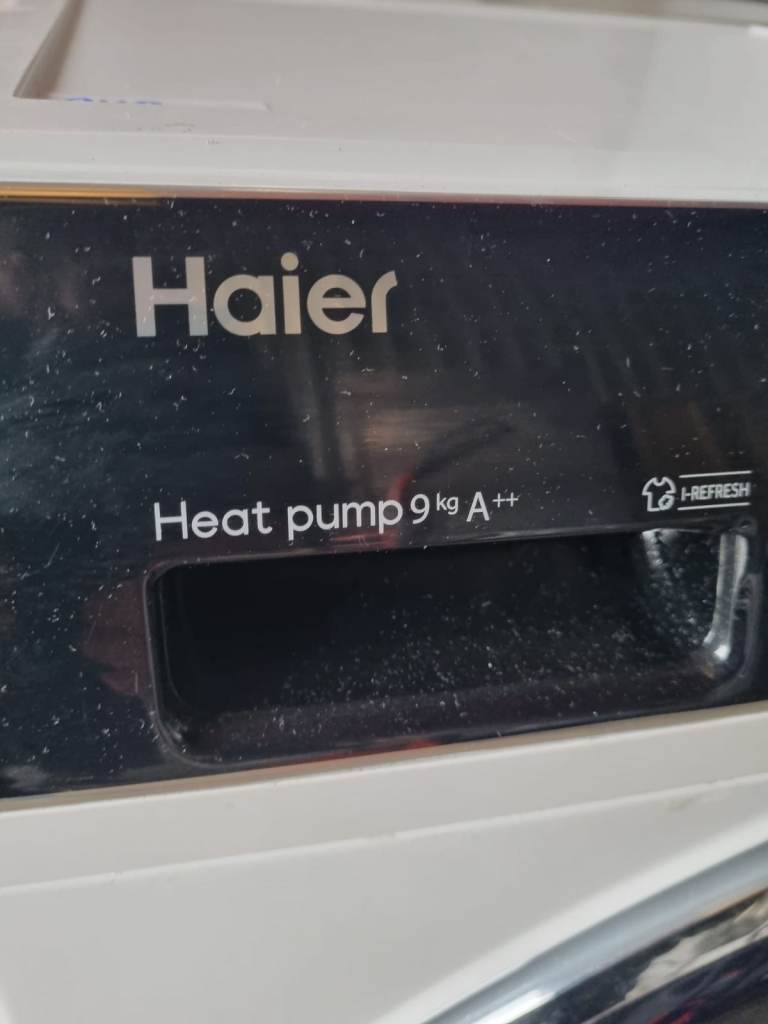 Haier
Heat pump 9 kg A++
I-REFRESH